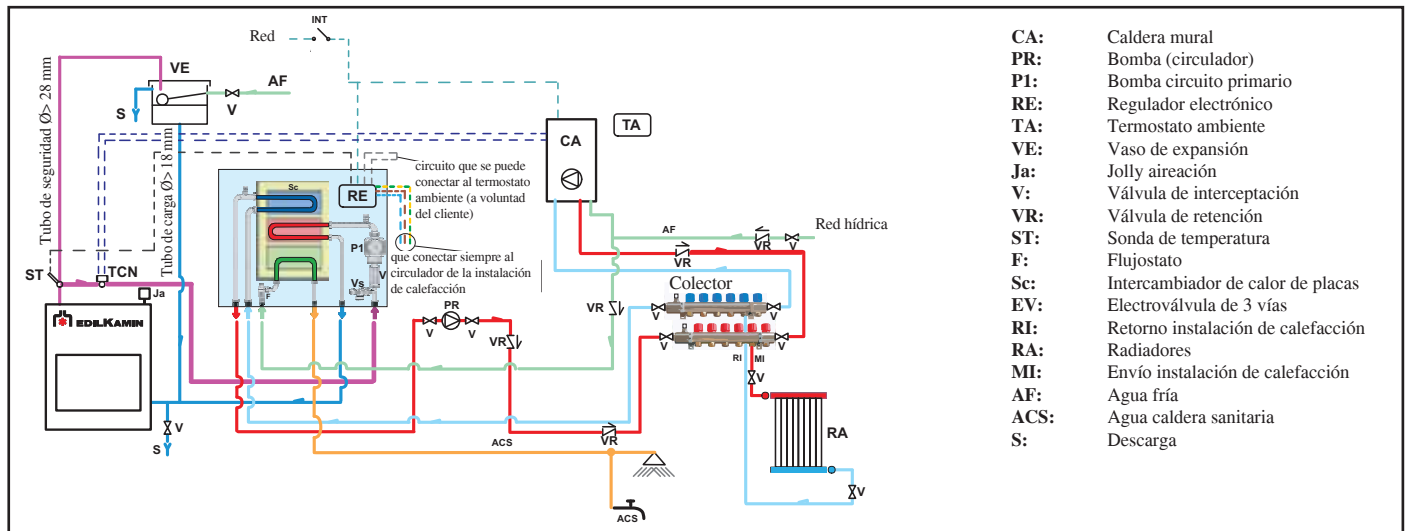 INT
Red
VE
AF
S
V
Tubo de seguridad Ø> 28 mm
Tubo de carga Ø> 18 mm
CA
TA
Sc
RE
circuito que se puede
conectar al termostato
ambiente (a voluntad
del cliente)
Red hídrica
AF
VR
V
VR
P1
V
que conectar siempre al
circulador de la instalación
de calefacción
Vs
F
ST
TCN
Ja
EDILKAMIN
Colector
V
V
PR
V
V
VR
VR
V
V
RI
MI
V
RA
V
S
ACS
VR
V
ACS
CA: Caldera mural
PR: Bomba (circulador)
P1: Bomba circuito primario
RE: Regulador electrónico
TA: Termostato ambiente
VE: Vaso de expansión
Ja: Jolly aireación
V: Válvula de interceptación
VR: Válvula de retención
ST: Sonda de temperatura
F: Flujostato
Sc: Intercambiador de calor de placas
EV: Electroválvula de 3 vías
RI: Retorno instalación de calefacción
RA: Radiadores
MI: Envío instalación de calefacción
AF: Agua fría
ACS: Agua caldera sanitaria
S: Descarga